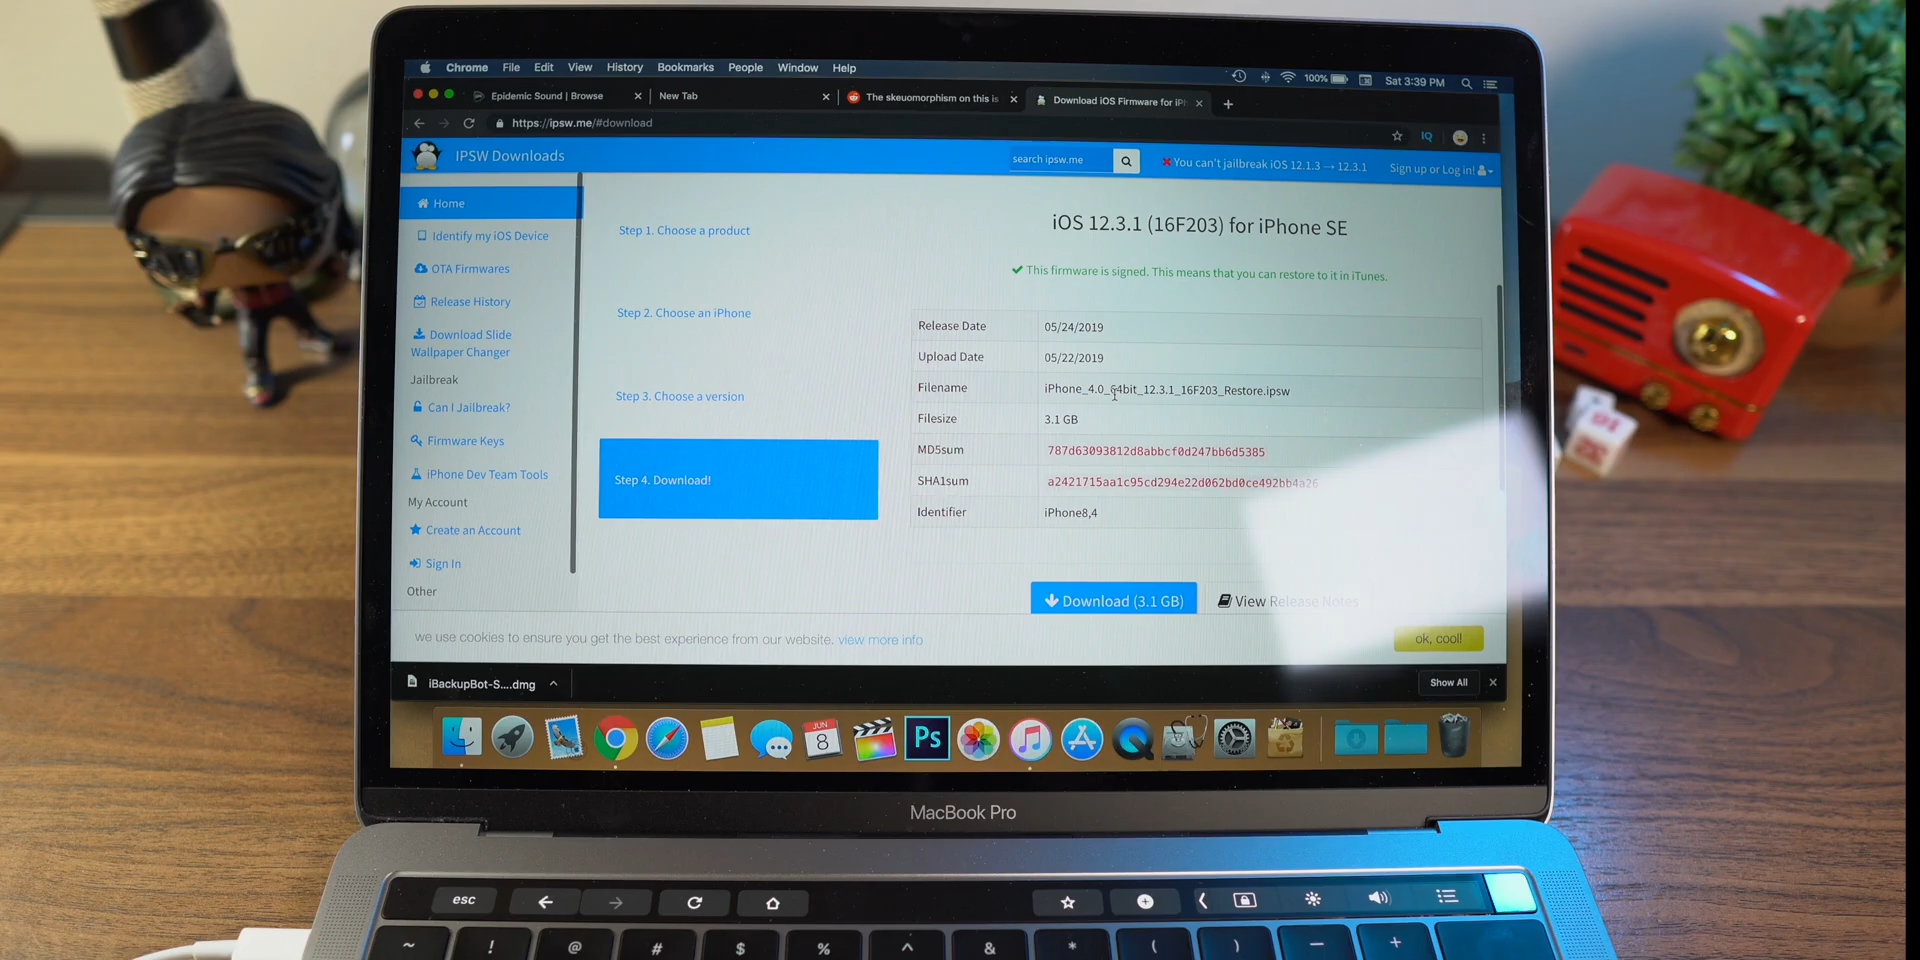 Chrome File Edit View History Bookmarks People Window Help
100% Sat 3:39 PM
Epidemic Sound | Browse
New Tab
The skeuomorphism on this is
Download iOS Firmware for iP
https://ipsw.me/#download
IQ
IPSW Downloads
search ipsw.me
You can't jailbreak iOS 12.1.3 → 12.3.1
Sign up or Log in!
Home
Identify my iOS Device
OTA Firmwares
Release History
Download Slide
Wallpaper Changer
Jailbreak
Can I Jailbreak?
Firmware Keys
iPhone Dev Team Tools
My Account
Create an Account
Sign In
Other
Step 1. Choose a product
Step 2. Choose an iPhone
Step 3. Choose a version
Step 4. Download!
iOS 12.3.1 (16F203) for iPhone SE
This firmware is signed. This means that you can restore to it in iTunes.
Release Date 05/24/2019
Upload Date 05/22/2019
Filename iPhone_4.0_64bit_12.3.1_16F203_Restore.ipsw
Filesize 3.1 GB
MD5sum 787d63093812d8abbcf0d247bb6d5385
SHA1sum a2421715aa1c95cd294e22d062bd0ce492bb4a26
Identifier iPhone8,4
Download (3.1 GB)
View Release Notes
we use cookies to ensure you get the best experience from our website. view more info
ok, cool!
iBackupBot-S....dmg
Show All
JUN
8
Ps
MacBook Pro
esc
~ ! @ # $ % ^ & * ( ) — +